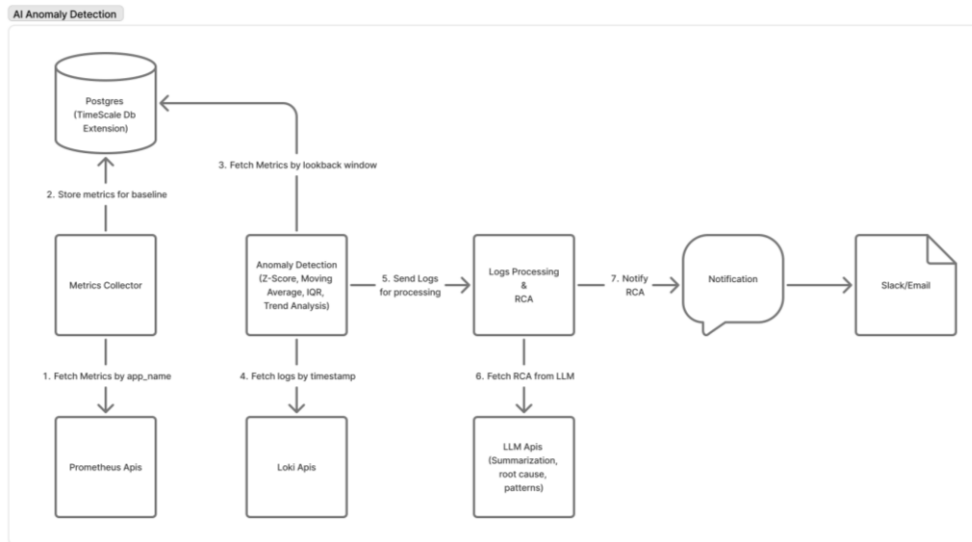 AI Anomaly Detection
Postgres
(TimeScale Db
Extension)
3. Fetch Metrics by lookback window
2. Store metrics for baseline
Metrics Collector
Anomaly Detection
(Z-Score, Moving
Average, IQR,
Trend Analysis)
5. Send Logs
for processing
Logs Processing
&
RCA
7. Notify
RCA
Notification
Slack/Email
1. Fetch Metrics by app_name
4. Fetch logs by timestamp
6. Fetch RCA from LLM
Prometheus Apis
Loki Apis
LLM Apis
(Summarization,
root cause,
patterns)